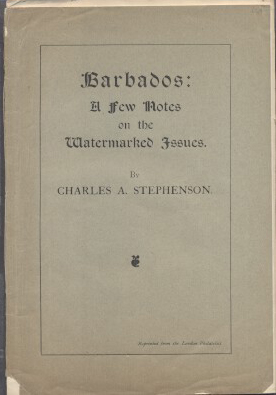 Barbados:
A Few Notes
on the
Watermarked Issues.
By
CHARLES A. STEPHENSON.
Reprinted from the London Philatelist.